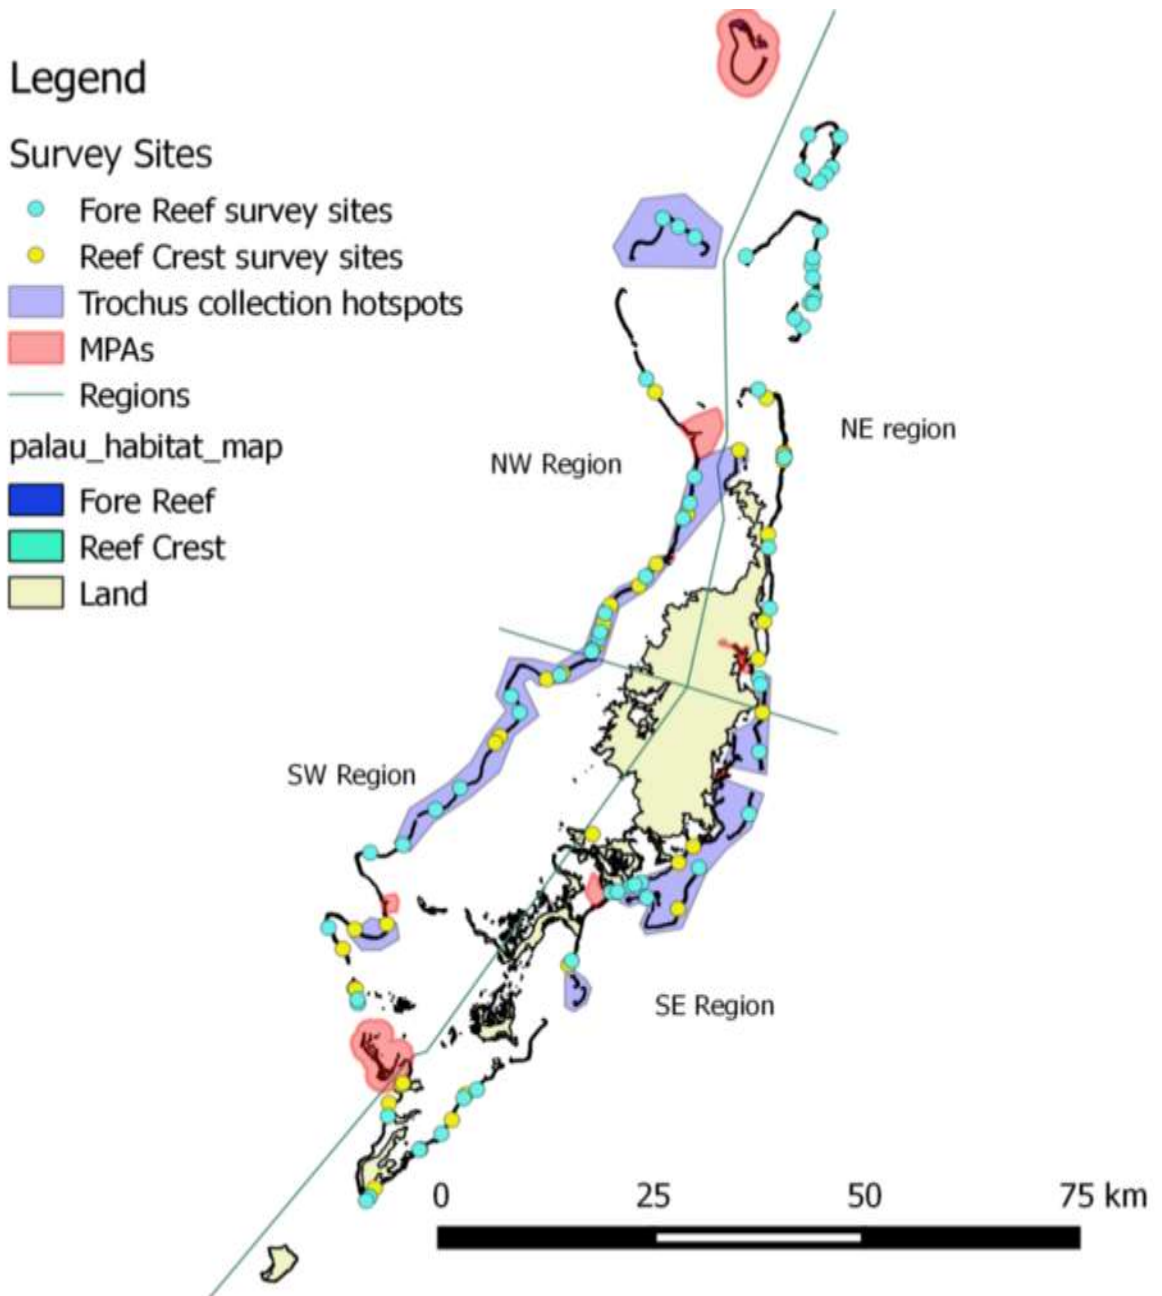 Legend
Survey Sites
Fore Reef survey sites
Reef Crest survey sites
Trochus collection hotspots
MPAs
Regions
palau_habitat_map
Fore Reef
Reef Crest
Land
NE region
NW Region
SW Region
SE Region
0 25 50 75 km